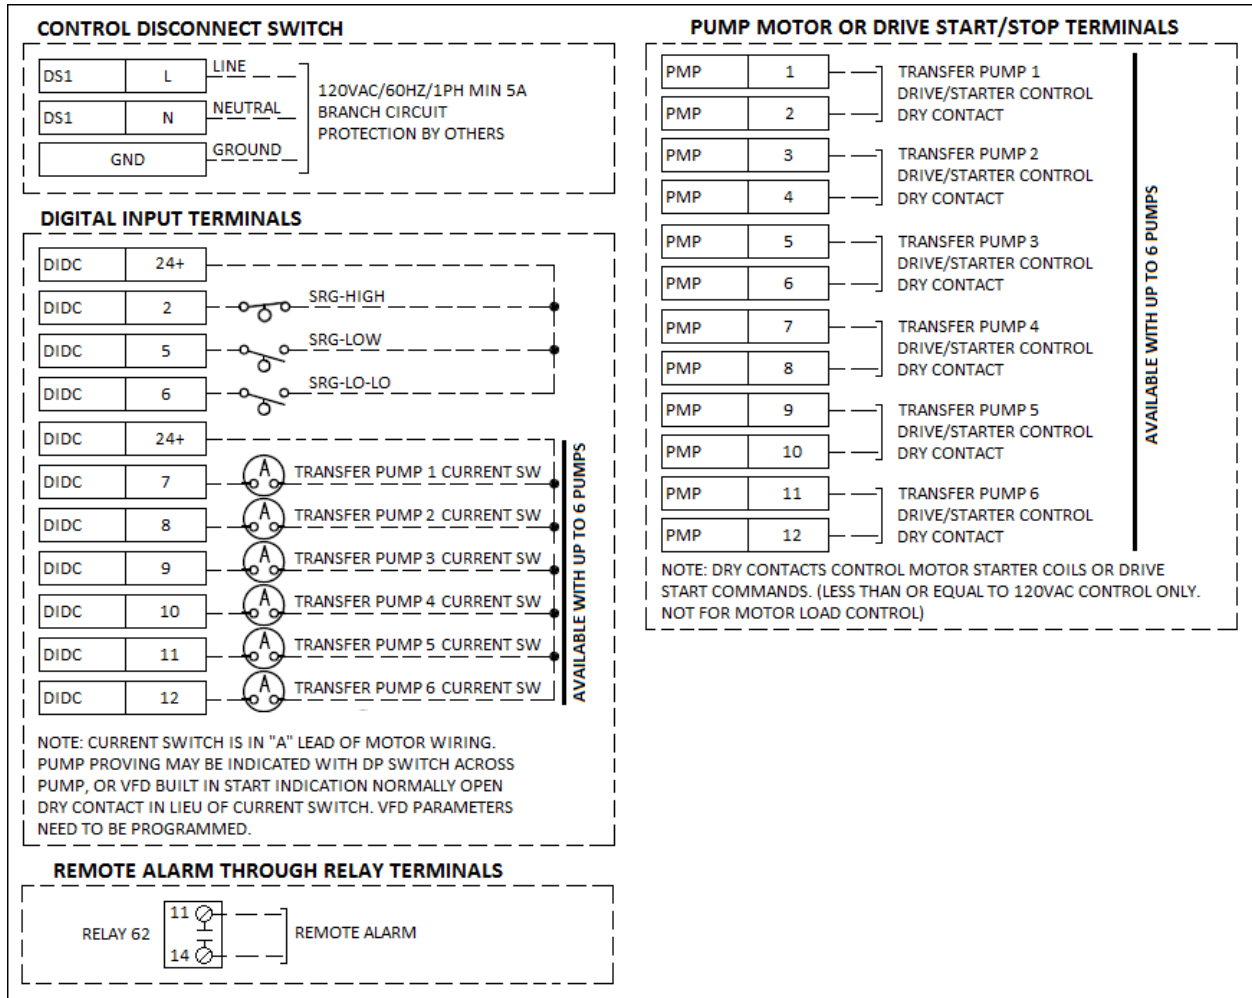 CONTROL DISCONNECT SWITCH
DS1 L LINE
DS1 N NEUTRAL
GND GROUND
120VAC/60HZ/1PH MIN 5A
BRANCH CIRCUIT
PROTECTION BY OTHERS
DIGITAL INPUT TERMINALS
DIDC 24+
DIDC 2 SRG-HIGH
DIDC 5 SRG-LOW
DIDC 6 SRG-LO-LO
DIDC 24+
DIDC 7 A TRANSFER PUMP 1 CURRENT SW
DIDC 8 A TRANSFER PUMP 2 CURRENT SW
DIDC 9 A TRANSFER PUMP 3 CURRENT SW
DIDC 10 A TRANSFER PUMP 4 CURRENT SW
DIDC 11 A TRANSFER PUMP 5 CURRENT SW
DIDC 12 A TRANSFER PUMP 6 CURRENT SW
AVAILABLE WITH UP TO 6 PUMPS
NOTE: CURRENT SWITCH IS IN "A" LEAD OF MOTOR WIRING.
PUMP PROVING MAY BE INDICATED WITH DP SWITCH ACROSS
PUMP, OR VFD BUILT IN START INDICATION NORMALLY OPEN
DRY CONTACT IN LIEU OF CURRENT SWITCH. VFD PARAMETERS
NEED TO BE PROGRAMMED.
REMOTE ALARM THROUGH RELAY TERMINALS
RELAY 62
11
14
REMOTE ALARM
PUMP MOTOR OR DRIVE START/STOP TERMINALS
PMP 1
PMP 2
TRANSFER PUMP 1
DRIVE/STARTER CONTROL
DRY CONTACT
PMP 3
PMP 4
TRANSFER PUMP 2
DRIVE/STARTER CONTROL
DRY CONTACT
PMP 5
PMP 6
TRANSFER PUMP 3
DRIVE/STARTER CONTROL
DRY CONTACT
PMP 7
PMP 8
TRANSFER PUMP 4
DRIVE/STARTER CONTROL
DRY CONTACT
PMP 9
PMP 10
TRANSFER PUMP 5
DRIVE/STARTER CONTROL
DRY CONTACT
PMP 11
PMP 12
TRANSFER PUMP 6
DRIVE/STARTER CONTROL
DRY CONTACT
AVAILABLE WITH UP TO 6 PUMPS
NOTE: DRY CONTACTS CONTROL MOTOR STARTER COILS OR DRIVE
START COMMANDS. (LESS THAN OR EQUAL TO 120VAC CONTROL ONLY.
NOT FOR MOTOR LOAD CONTROL)